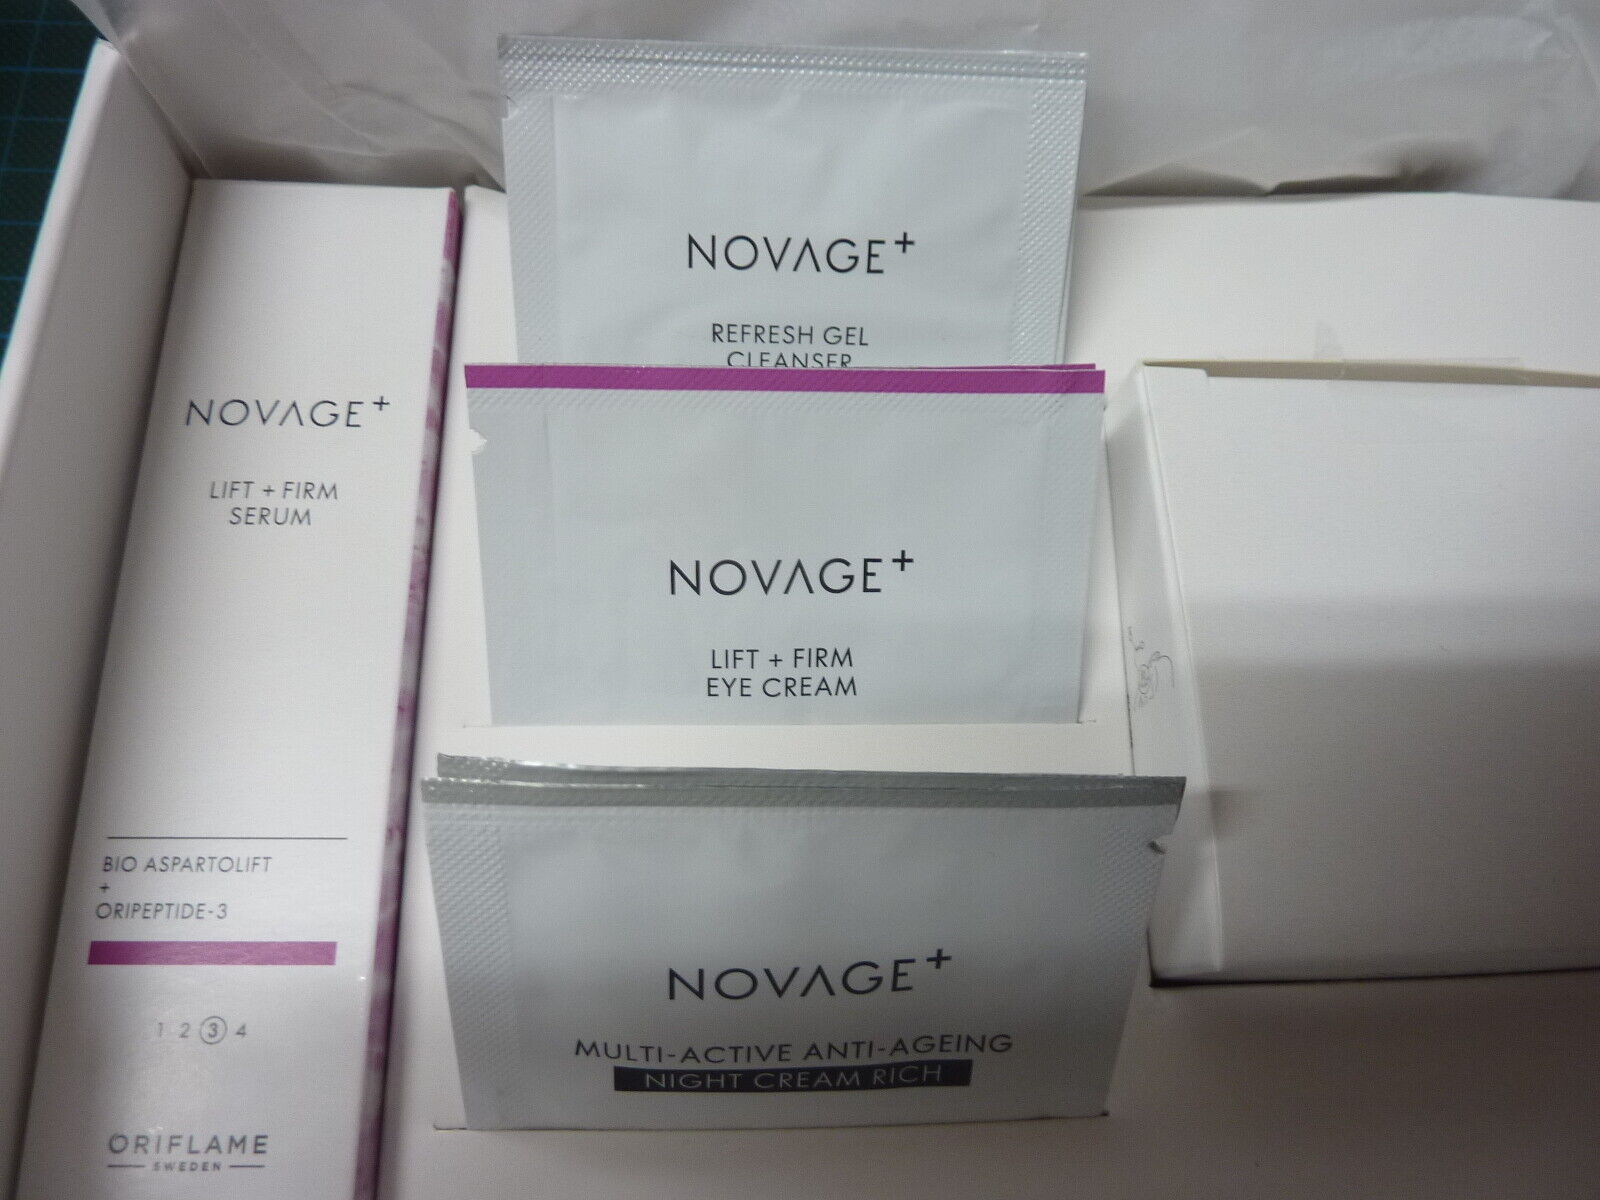 NOVAGE+
LIFT + FIRM
SERUM
BIO ASPARTOLIFT
+
ORIPEPTIDE-3
1 2 3 4
ORIFLAME
SWEDEN
NOVAGE+
REFRESH GEL
CLEANSER
NOVAGE+
LIFT + FIRM
EYE CREAM
NOVAGE+
MULTI-ACTIVE ANTI-AGEING
NIGHT CREAM RICH